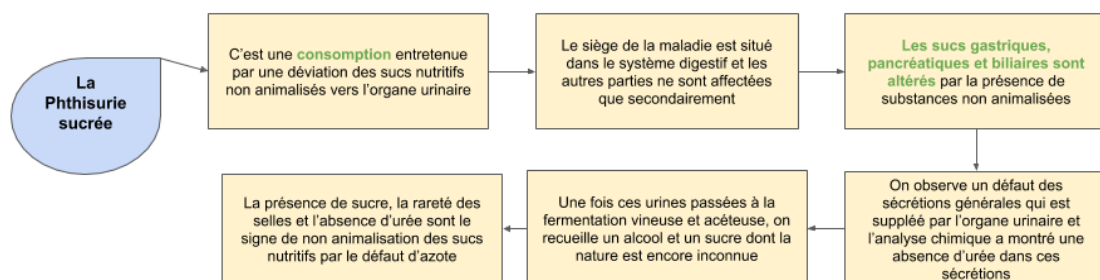 La
Phthisurie
sucrée
C'est une consomption entretenue
par une déviation des sucs nutritifs
non animalisés vers l'organe urinaire
Le siège de la maladie est situé
dans le système digestif et les
autres parties ne sont affectées
que secondairement
Les sucs gastriques,
pancréatiques et biliaires sont
altérés par la présence de
substances non animalisées
On observe un défaut des
sécrétions générales qui est
suppléé par l'organe urinaire et
l'analyse chimique a montré une
absence d'urée dans ces
sécrétions
Une fois ces urines passées à la
fermentation vineuse et acéteuse, on
recueille un alcool et un sucre dont la
nature est encore inconnue
La présence de sucre, la rareté des
selles et l'absence d'urée sont le
signe de non animalisation des sucs
nutritifs par le défaut d'azote